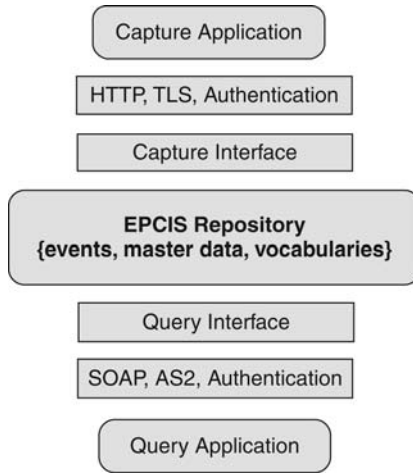 Capture Application
HTTP, TLS, Authentication
Capture Interface
EPCIS Repository
{events, master data, vocabularies}
Query Interface
SOAP, AS2, Authentication
Query Application